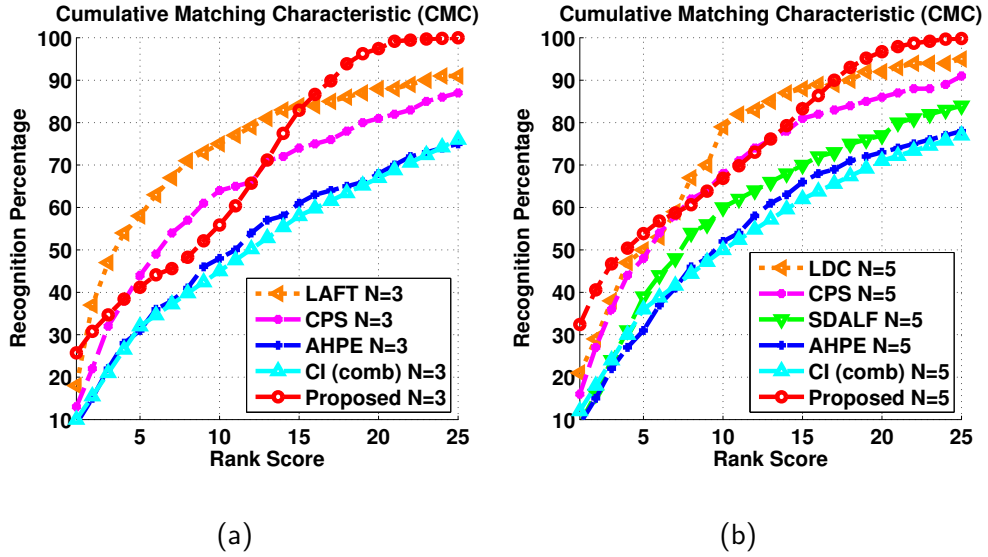 Cumulative Matching Characteristic (CMC)
Recognition Percentage
100
90
80
70
60
50
40
30
20
10
5
10
15
20
25
Rank Score
LAFT N=3
CPS N=3
AHPE N=3
CI (comb) N=3
Proposed N=3
(a)
Cumulative Matching Characteristic (CMC)
Recognition Percentage
100
90
80
70
60
50
40
30
20
10
5
10
15
20
25
Rank Score
LDC N=5
CPS N=5
SDALF N=5
AHPE N=5
CI (comb) N=5
Proposed N=5
(b)